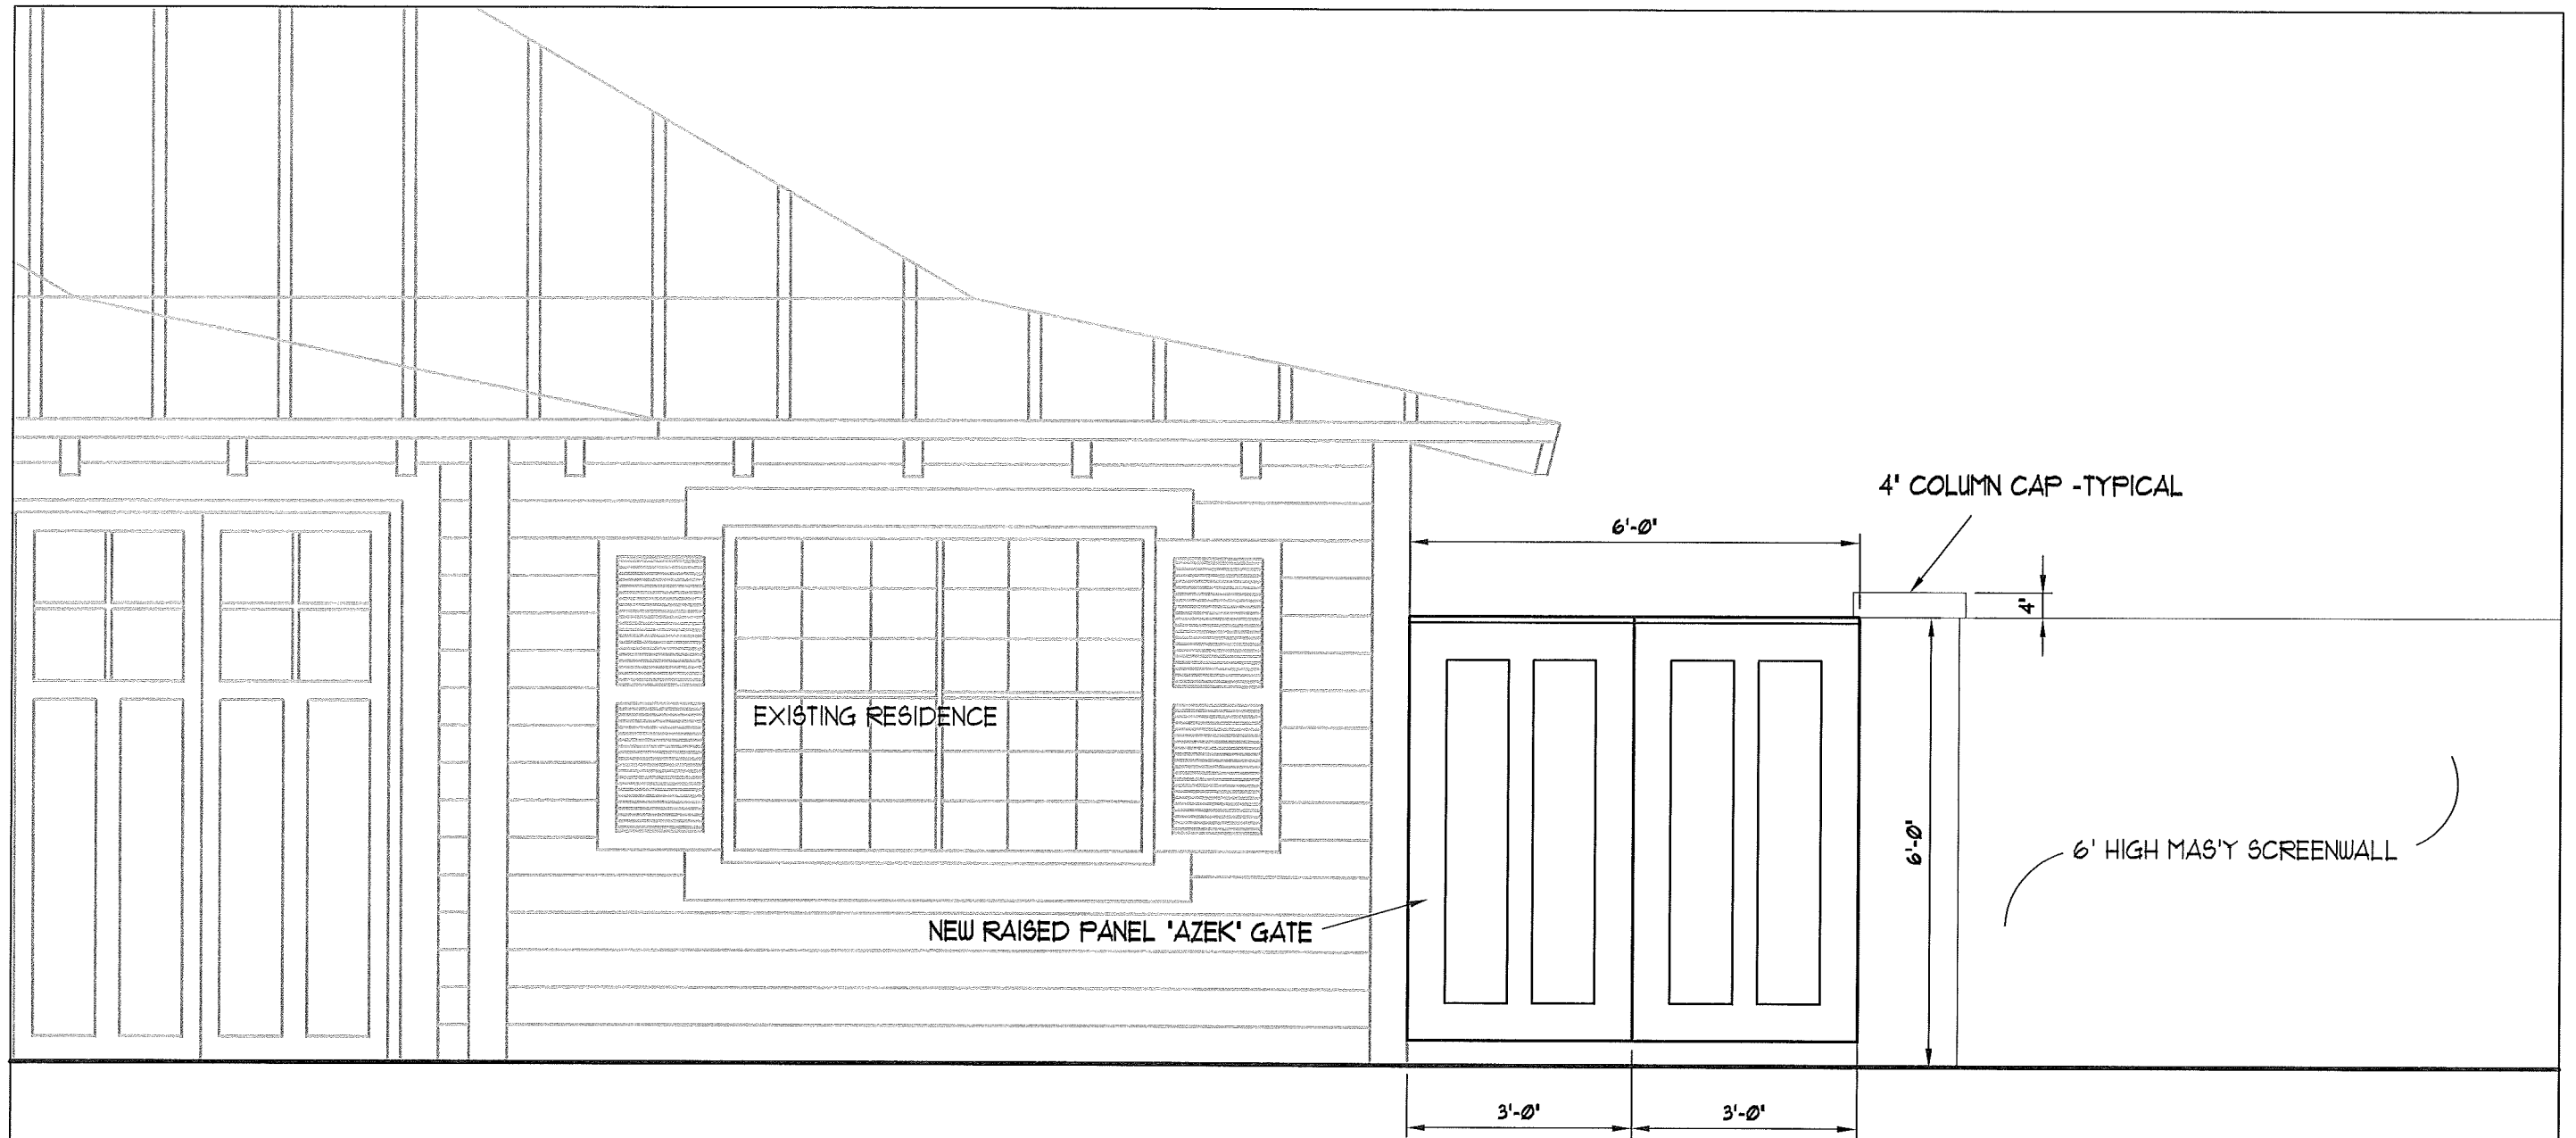 4" COLUMN CAP -TYPICAL
6'-0"
4"
EXISTING RESIDENCE
6'-0"
6' HIGH MAS'Y SCREENWALL
NEW RAISED PANEL "AZEK" GATE
3'-0"
3'-0"